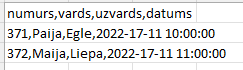 numurs,vards,uzvards,datums
371,Paija,Egle,2022-17-11 10:00:00
372,Maija,Liepa,2022-17-11 11:00:00